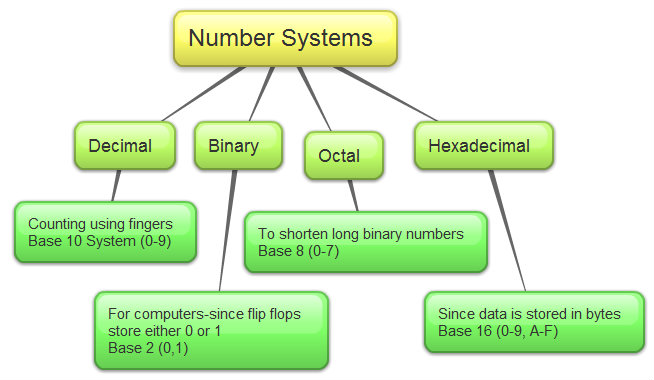 Number Systems
Decimal
Binary
Octal
Hexadecimal
Counting using fingers
Base 10 System (0-9)
To shorten long binary numbers
Base 8 (0-7)
For computers-since flip flops
store either 0 or 1
Base 2 (0,1)
Since data is stored in bytes
Base 16 (0-9, A-F)